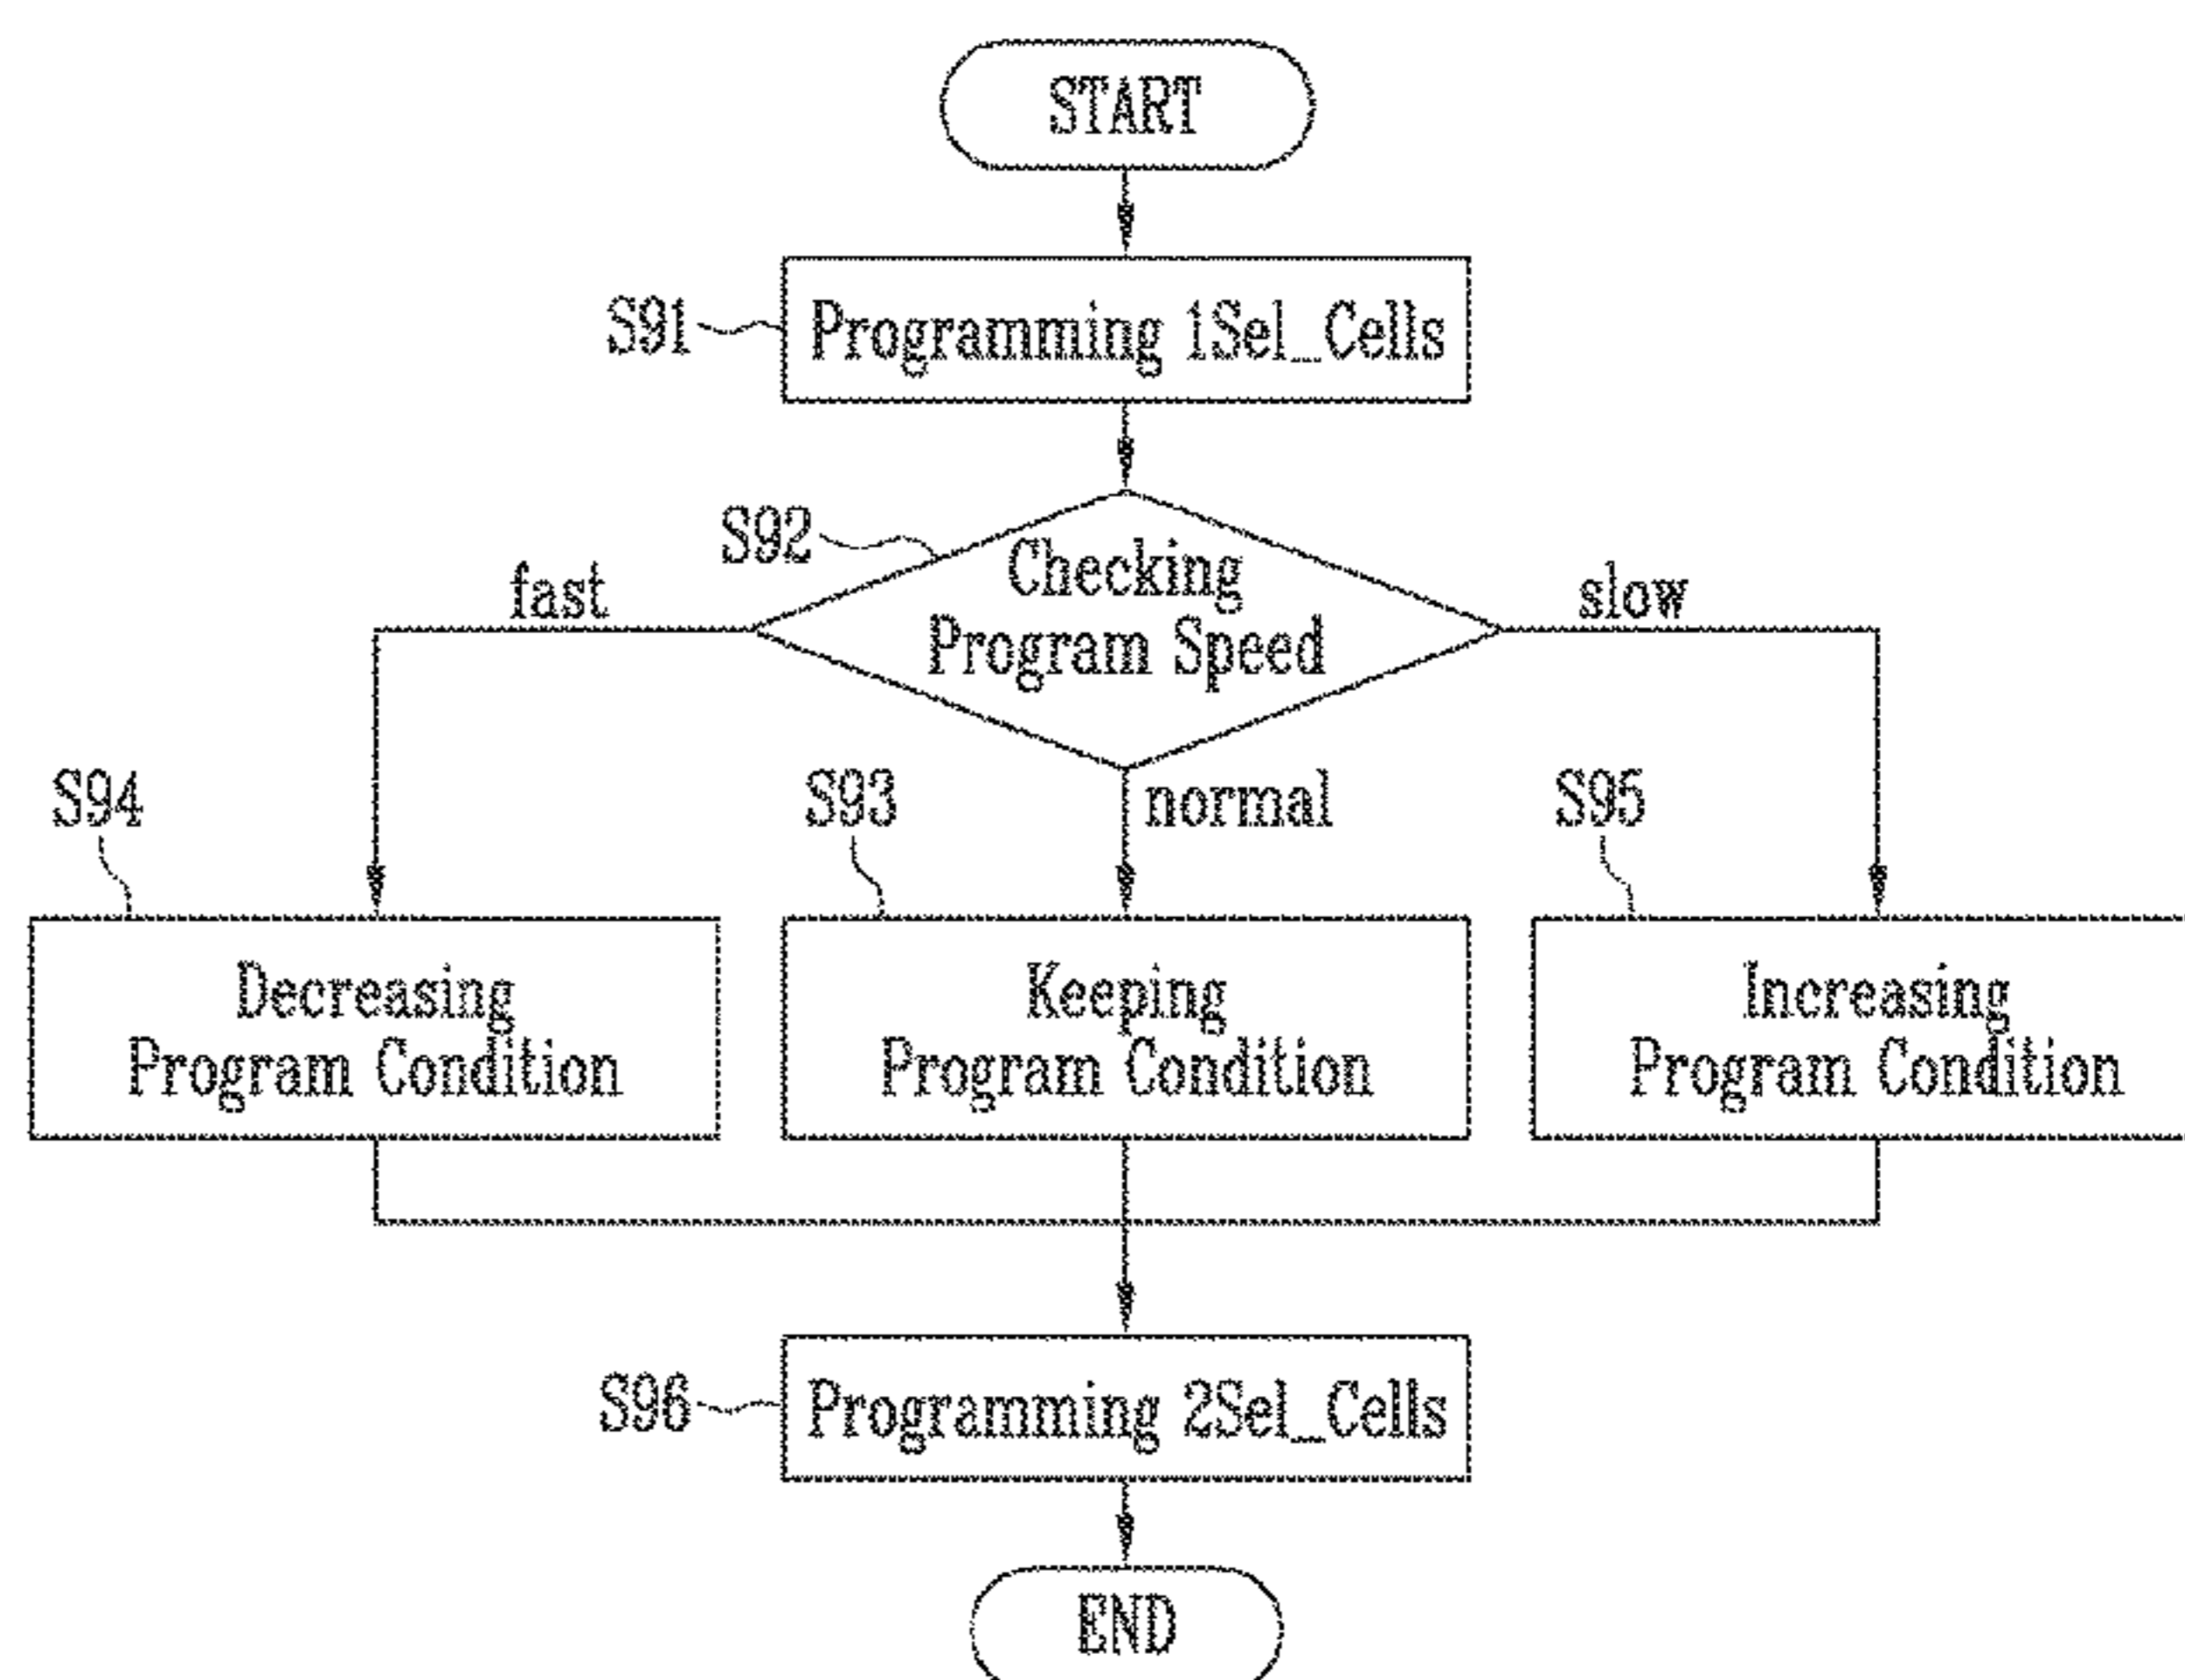 START
S91
Programming 1Sel_Cells
S92
Checking
Program Speed
fast
slow
normal
S94
S93
S95
Decreasing
Program Condition
Keeping
Program Condition
Increasing
Program Condition
S96
Programming 2Sel_Cells
END